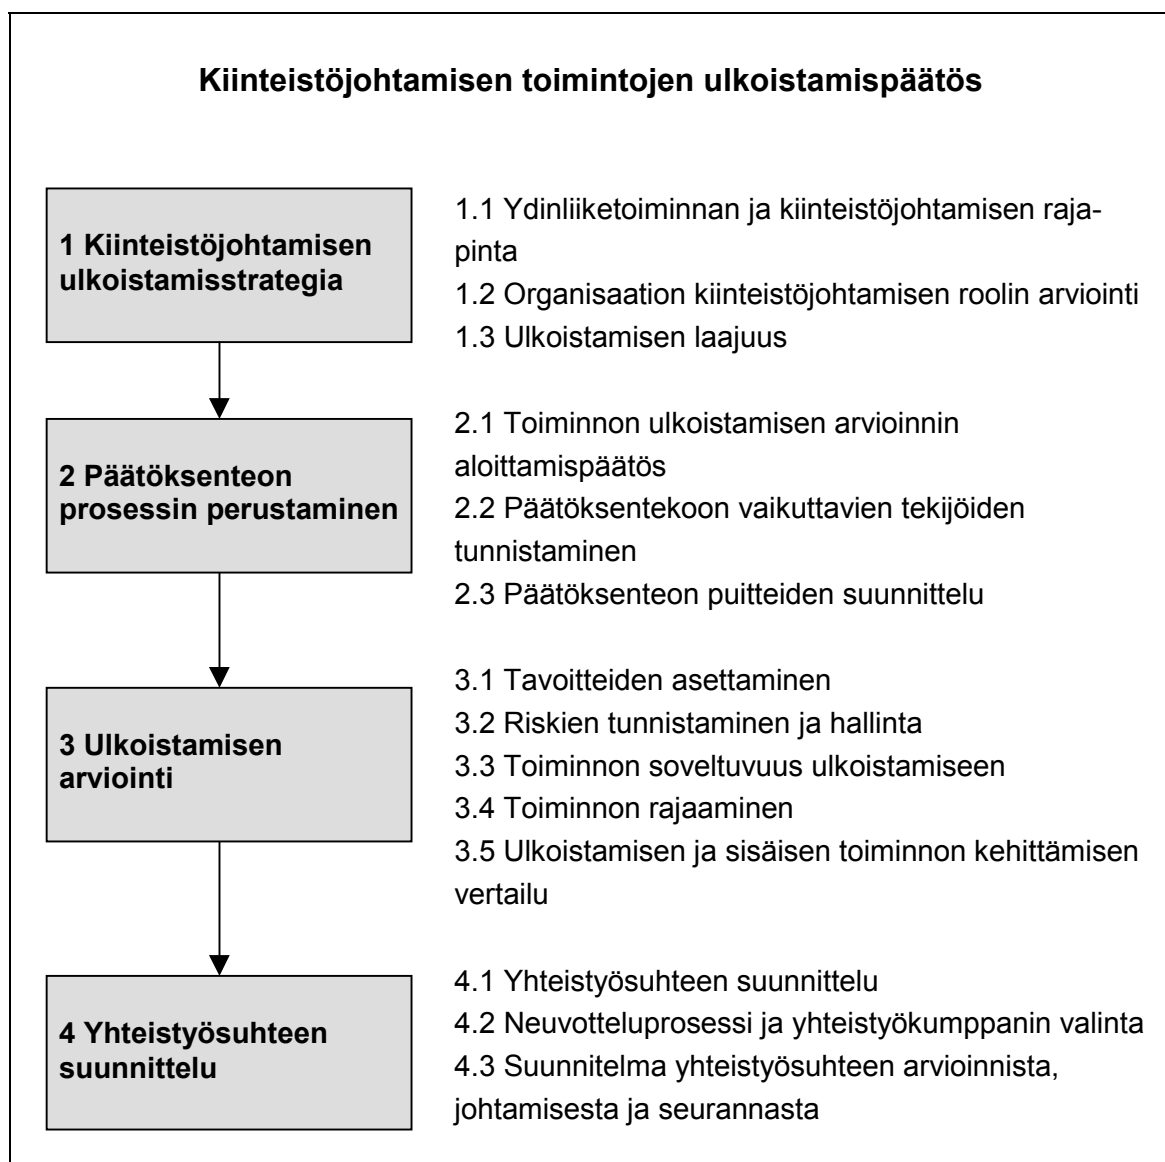 Kiinteistöjohtamisen toimintojen ulkoistamispäätös
1 Kiinteistöjohtamisen
ulkoistamisstrategia
1.1 Ydinliiketoiminnan ja kiinteistöjohtamisen raja-
pinta
1.2 Organisaation kiinteistöjohtamisen roolin arviointi
1.3 Ulkoistamisen laajuus
2 Päätöksenteon
prosessin perustaminen
2.1 Toiminnon ulkoistamisen arvioinnin
aloittamispäätös
2.2 Päätöksentekoon vaikuttavien tekijöiden
tunnistaminen
2.3 Päätöksenteon puitteiden suunnittelu
3 Ulkoistamisen
arviointi
3.1 Tavoitteiden asettaminen
3.2 Riskien tunnistaminen ja hallinta
3.3 Toiminnon soveltuvuus ulkoistamiseen
3.4 Toiminnon rajaaminen
3.5 Ulkoistamisen ja sisäisen toiminnon kehittämisen
vertailu
4 Yhteistyösuhteen
suunnittelu
4.1 Yhteistyösuhteen suunnittelu
4.2 Neuvotteluprosessi ja yhteistyökumppanin valinta
4.3 Suunnitelma yhteistyösuhteen arvioinnista,
johtamisesta ja seurannasta